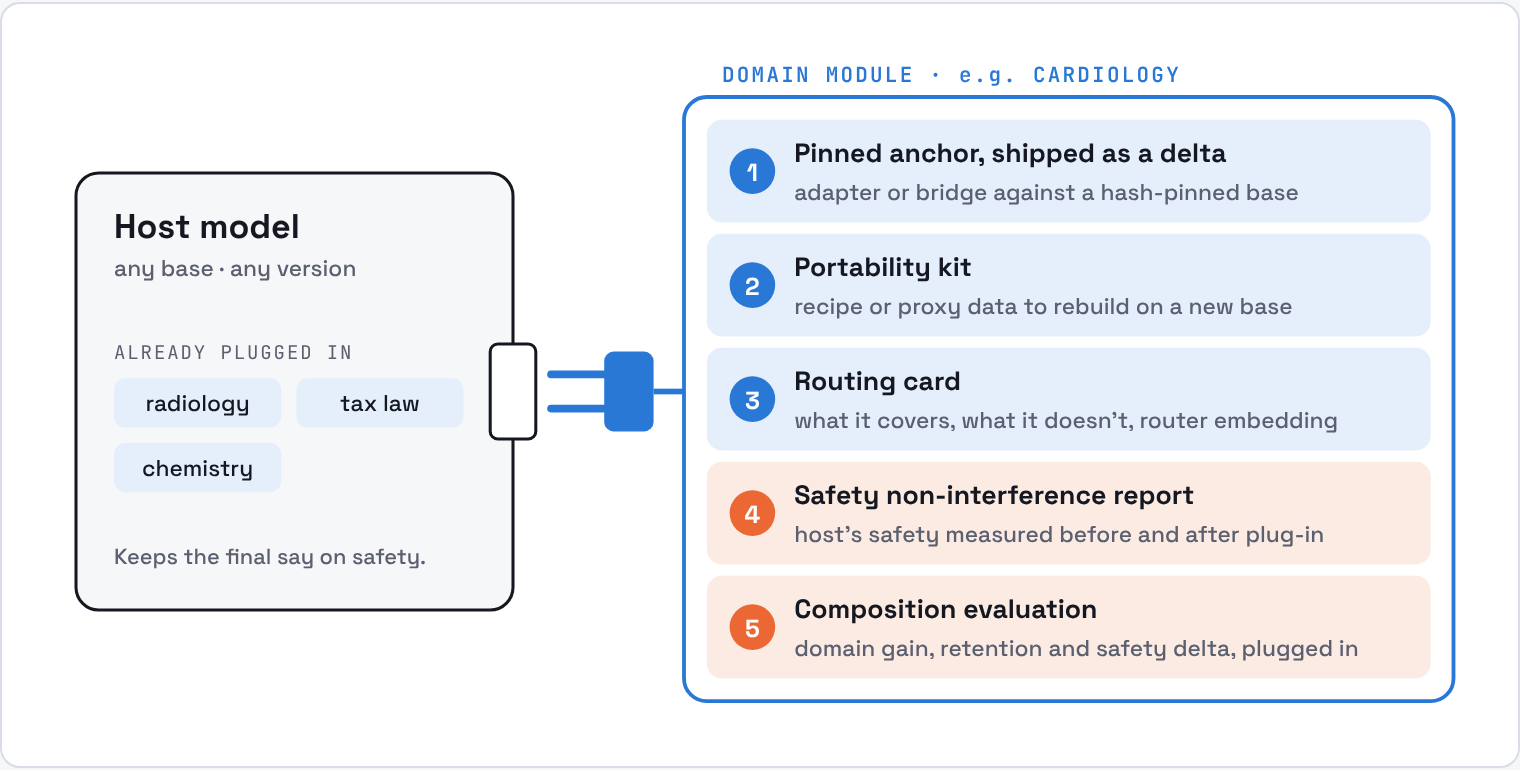 DOMAIN MODULE · e.g. CARDIOLOGY
Host model
any base · any version
ALREADY PLUGGED IN
radiology
tax law
chemistry
Keeps the final say on safety.
1
Pinned anchor, shipped as a delta
adapter or bridge against a hash-pinned base
2
Portability kit
recipe or proxy data to rebuild on a new base
3
Routing card
what it covers, what it doesn’t, router embedding
4
Safety non-interference report
host’s safety measured before and after plug-in
5
Composition evaluation
domain gain, retention and safety delta, plugged in